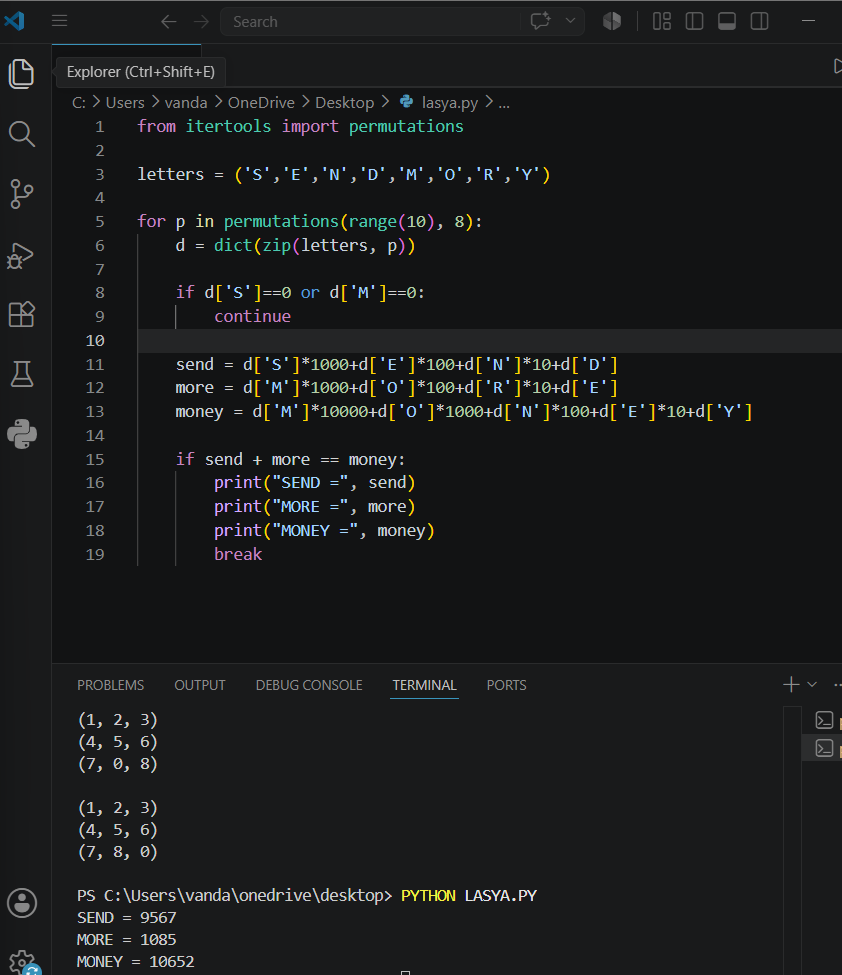 Search
Explorer (Ctrl+Shift+E)
C: > Users > vanda > OneDrive > Desktop > lasya.py > ...
1 from itertools import permutations
2
3 letters = ('S','E','N','D','M','O','R','Y')
4
5 for p in permutations(range(10), 8):
6     d = dict(zip(letters, p))
7
8     if d['S']==0 or d['M']==0:
9         continue
10
11     send = d['S']*1000+d['E']*100+d['N']*10+d['D']
12     more = d['M']*1000+d['O']*100+d['R']*10+d['E']
13     money = d['M']*10000+d['O']*1000+d['N']*100+d['E']*10+d['Y']
14
15     if send + more == money:
16         print("SEND =", send)
17         print("MORE =", more)
18         print("MONEY =", money)
19         break
PROBLEMS OUTPUT DEBUG CONSOLE TERMINAL PORTS
(1, 2, 3)
(4, 5, 6)
(7, 0, 8)
(1, 2, 3)
(4, 5, 6)
(7, 8, 0)
PS C:\Users\vanda\onedrive\desktop> PYTHON LASYA.PY
SEND = 9567
MORE = 1085
MONEY = 10652